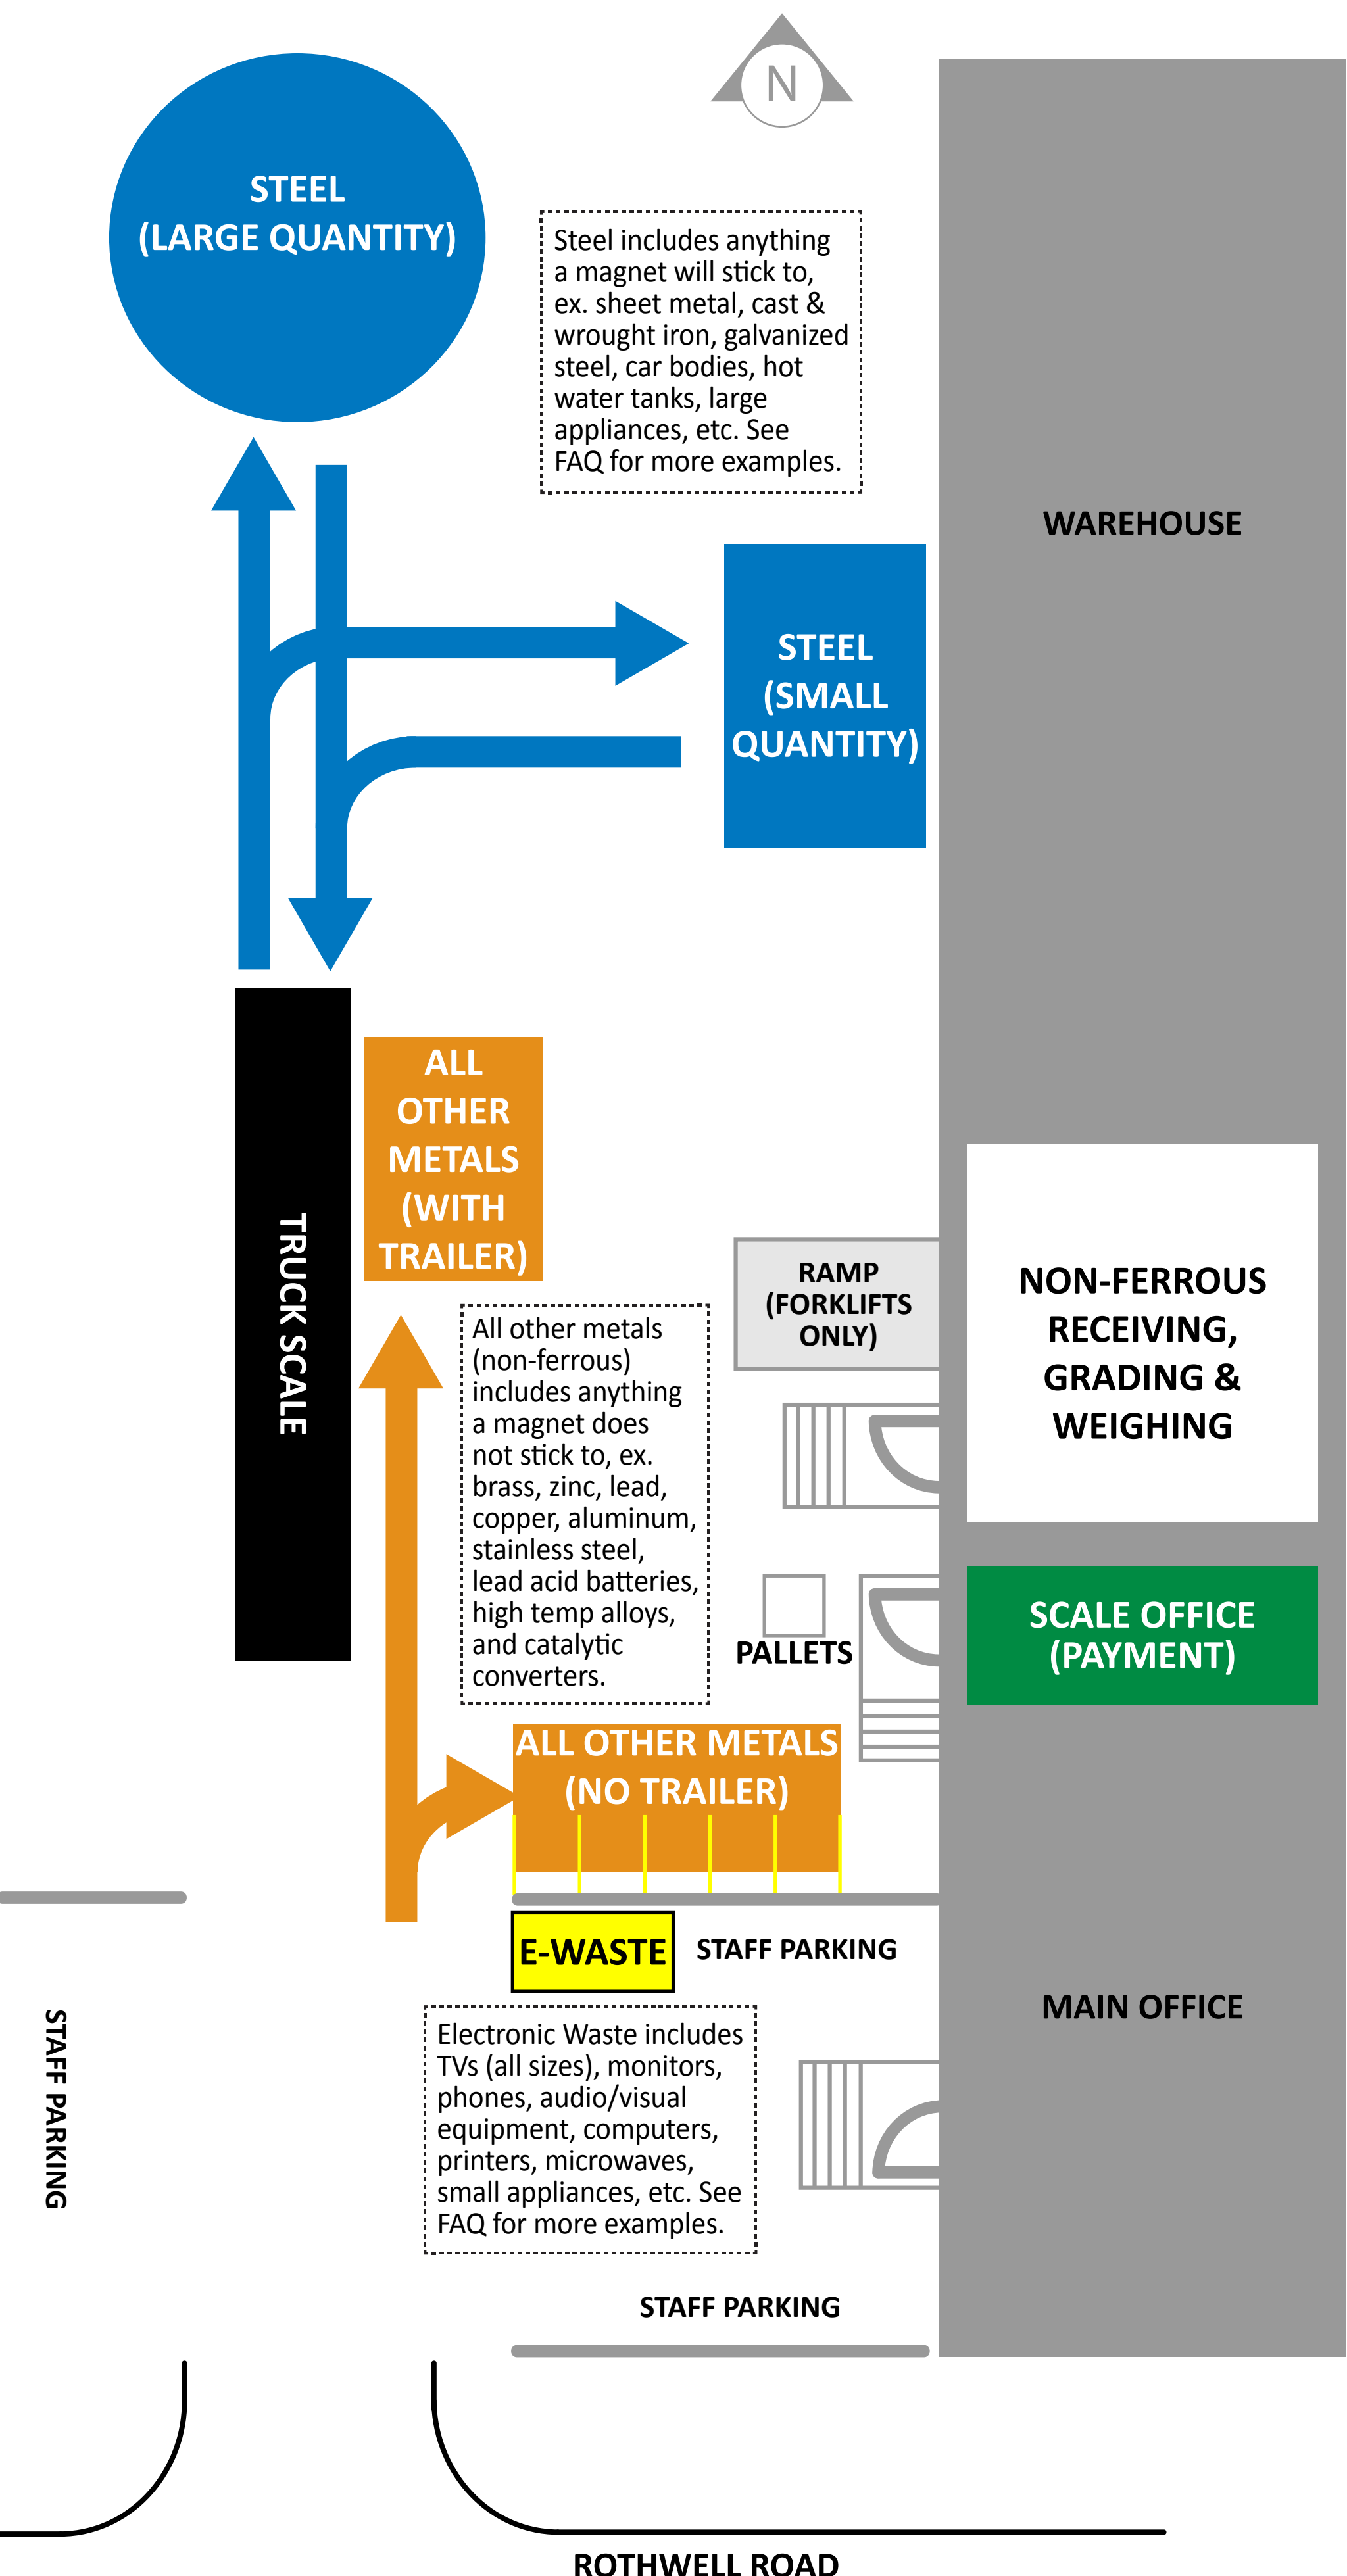 N
STEEL
(LARGE QUANTITY)
Steel includes anything
a magnet will stick to,
ex. sheet metal, cast &
wrought iron, galvanized
steel, car bodies, hot
water tanks, large
appliances, etc. See
FAQ for more examples.
WAREHOUSE
STEEL
(SMALL
QUANTITY)
ALL
OTHER
METALS
(WITH
TRAILER)
TRUCK SCALE
RAMP
(FORKLIFTS
ONLY)
NON-FERROUS
RECEIVING,
GRADING &
WEIGHING
All other metals
(non-ferrous)
includes anything
a magnet does
not stick to, ex.
brass, zinc, lead,
copper, aluminum,
stainless steel,
lead acid batteries,
high temp alloys,
and catalytic
converters.
PALLETS
SCALE OFFICE
(PAYMENT)
ALL OTHER METALS
(NO TRAILER)
E-WASTE
STAFF PARKING
MAIN OFFICE
STAFF PARKING
Electronic Waste includes
TVs (all sizes), monitors,
phones, audio/visual
equipment, computers,
printers, microwaves,
small appliances, etc. See
FAQ for more examples.
STAFF PARKING
ROTHWELL ROAD